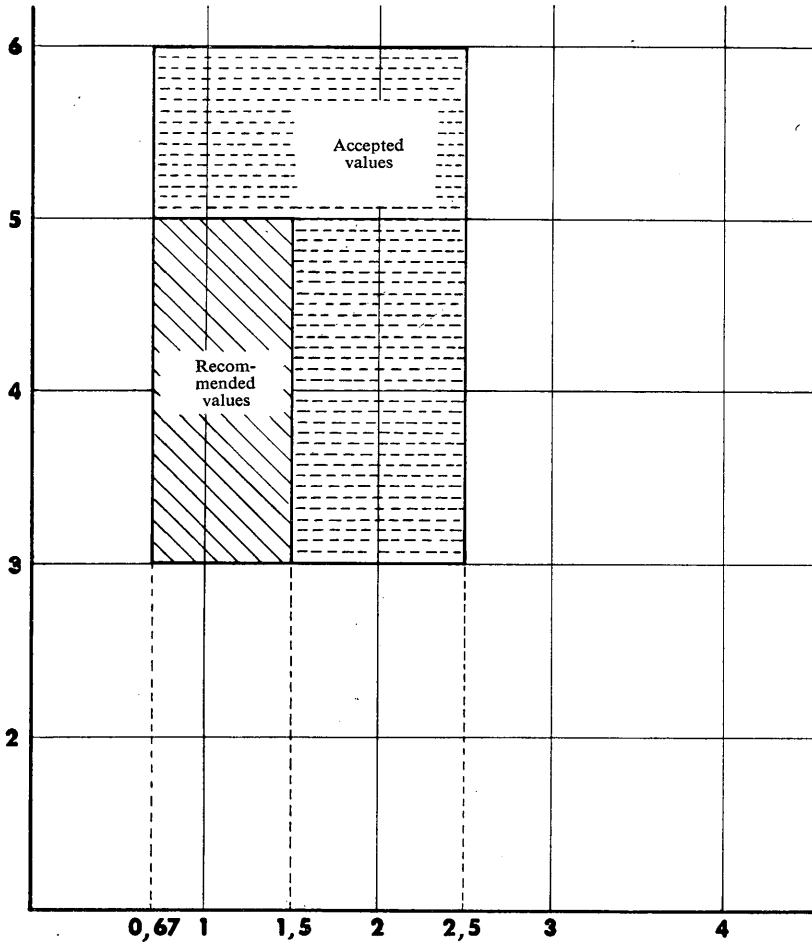 6
Accepted
values
5
Recom-
mended
values
4
3
2
0,67 1 1,5 2 2,5 3 4